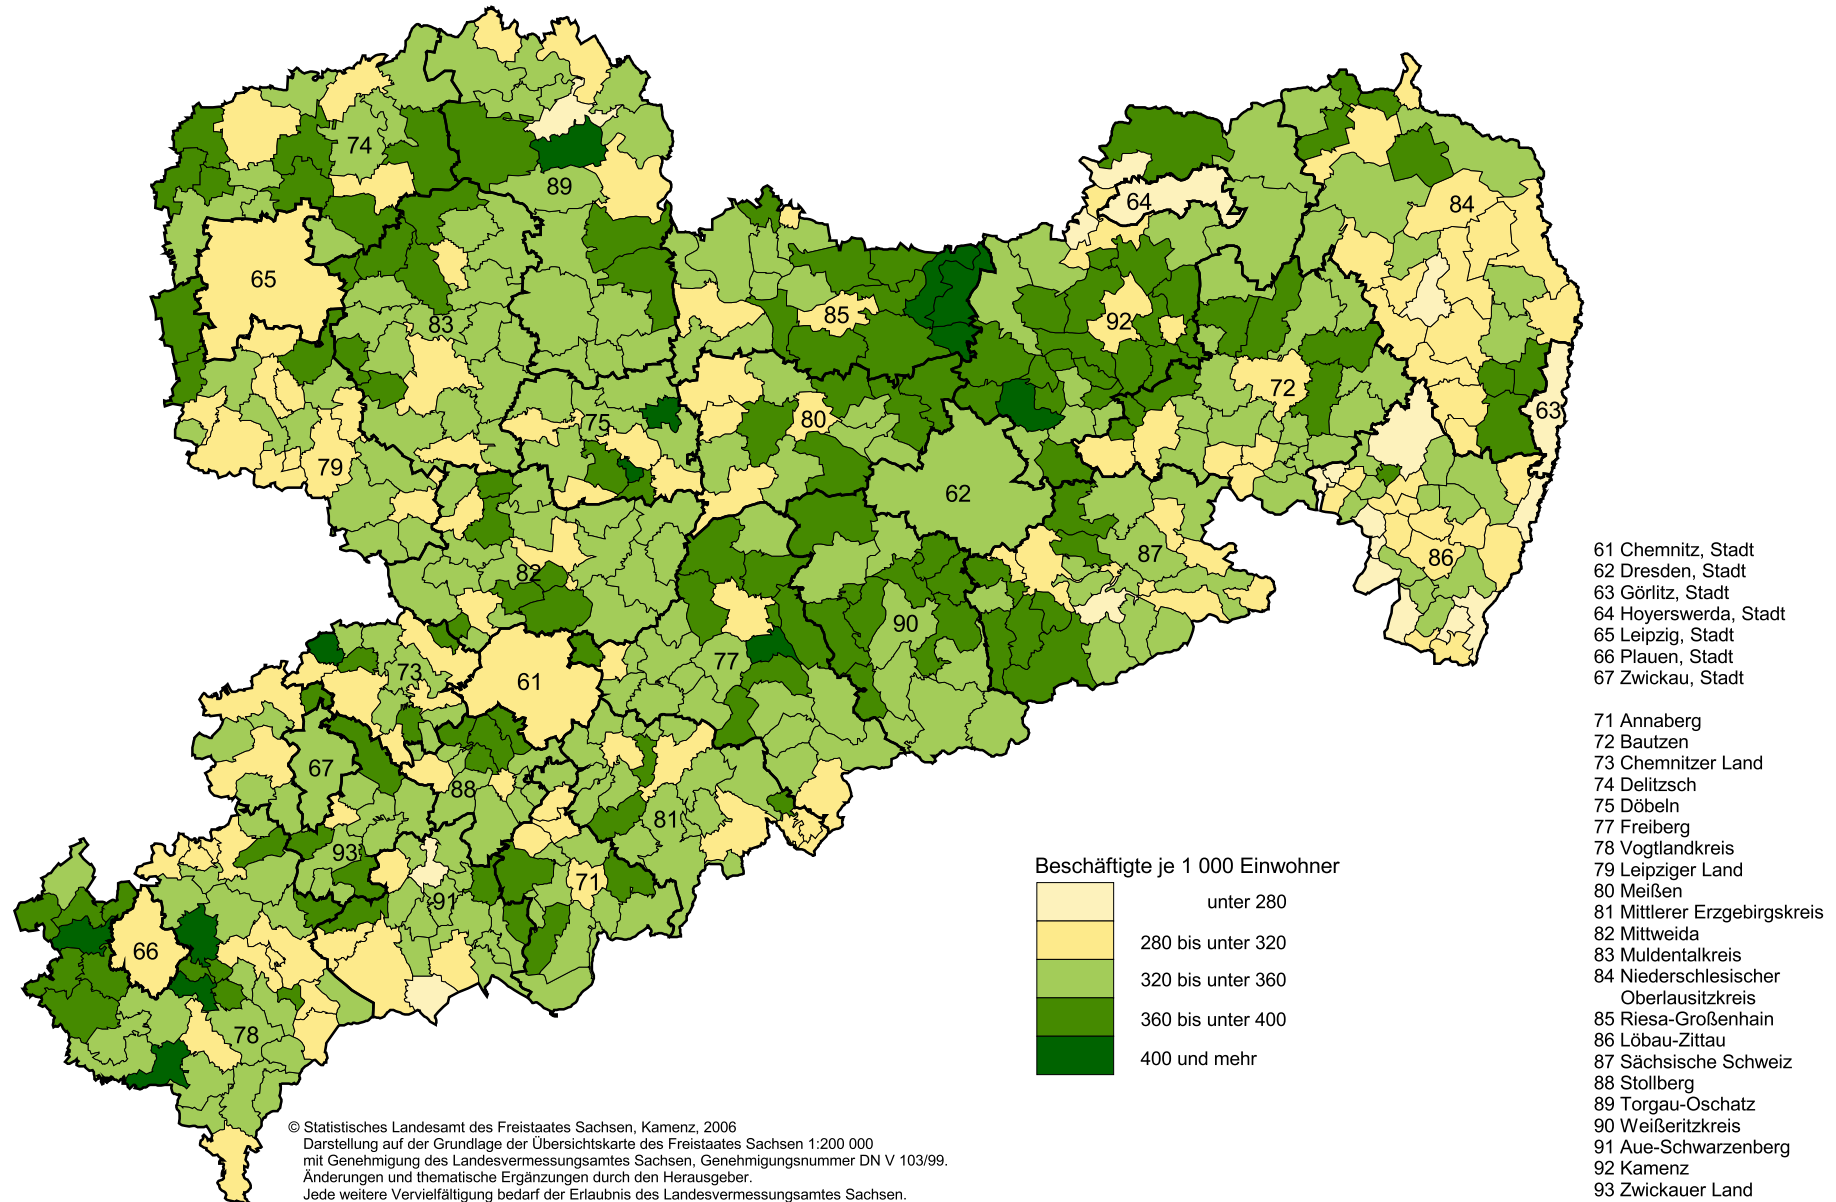 74
89
65
83
79
75
85
80
64
92
84
72
63
62
86
87
82
90
77
61
73
67
88
81
93
71
91
66
78
Beschäftigte je 1 000 Einwohner
unter 280
280 bis unter 320
320 bis unter 360
360 bis unter 400
400 und mehr
61 Chemnitz, Stadt
62 Dresden, Stadt
63 Görlitz, Stadt
64 Hoyerswerda, Stadt
65 Leipzig, Stadt
66 Plauen, Stadt
67 Zwickau, Stadt
71 Annaberg
72 Bautzen
73 Chemnitzer Land
74 Delitzsch
75 Döbeln
77 Freiberg
78 Vogtlandkreis
79 Leipziger Land
80 Meißen
81 Mittlerer Erzgebirgskreis
82 Mittweida
83 Muldentalkreis
84 Niederschlesischer
Oberlausitzkreis
85 Riesa-Großenhain
86 Löbau-Zittau
87 Sächsische Schweiz
88 Stollberg
89 Torgau-Oschatz
90 Weißeritzkreis
91 Aue-Schwarzenberg
92 Kamenz
93 Zwickauer Land
© Statistisches Landesamt des Freistaates Sachsen, Kamenz, 2006
Darstellung auf der Grundlage der Übersichtskarte des Freistaates Sachsen 1:200 000
mit Genehmigung des Landesvermessungsamtes Sachsen, Genehmigungsnummer DN V 103/99.
Änderungen und thematische Ergänzungen durch den Herausgeber.
Jede weitere Vervielfältigung bedarf der Erlaubnis des Landesvermessungsamtes Sachsen.